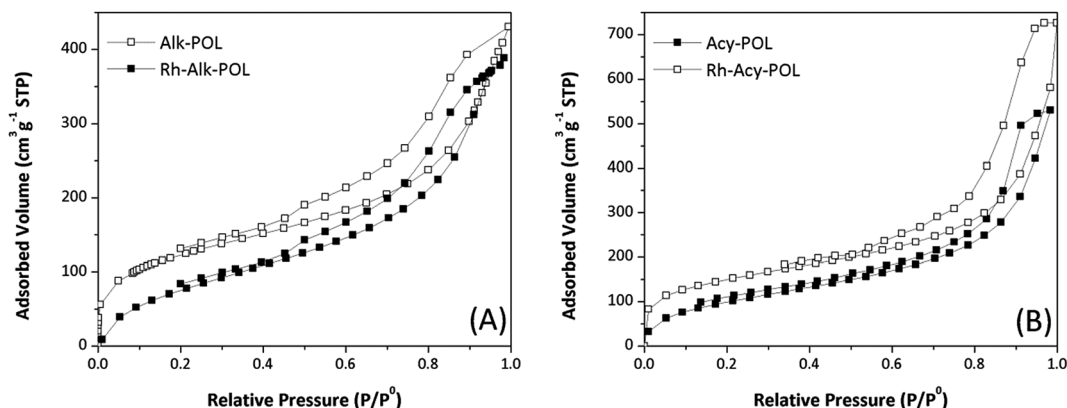 Adsorbed Volume (cm³ g⁻¹ STP)
400
300
200
100
0
Alk-POL
Rh-Alk-POL
(A)
0.0 0.2 0.4 0.6 0.8 1.0
Relative Pressure (P/P⁰)
Adsorbed Volume (cm³ g⁻¹ STP)
700
600
500
400
300
200
100
0
Acy-POL
Rh-Acy-POL
(B)
0.0 0.2 0.4 0.6 0.8 1.0
Relative Pressure (P/P⁰)